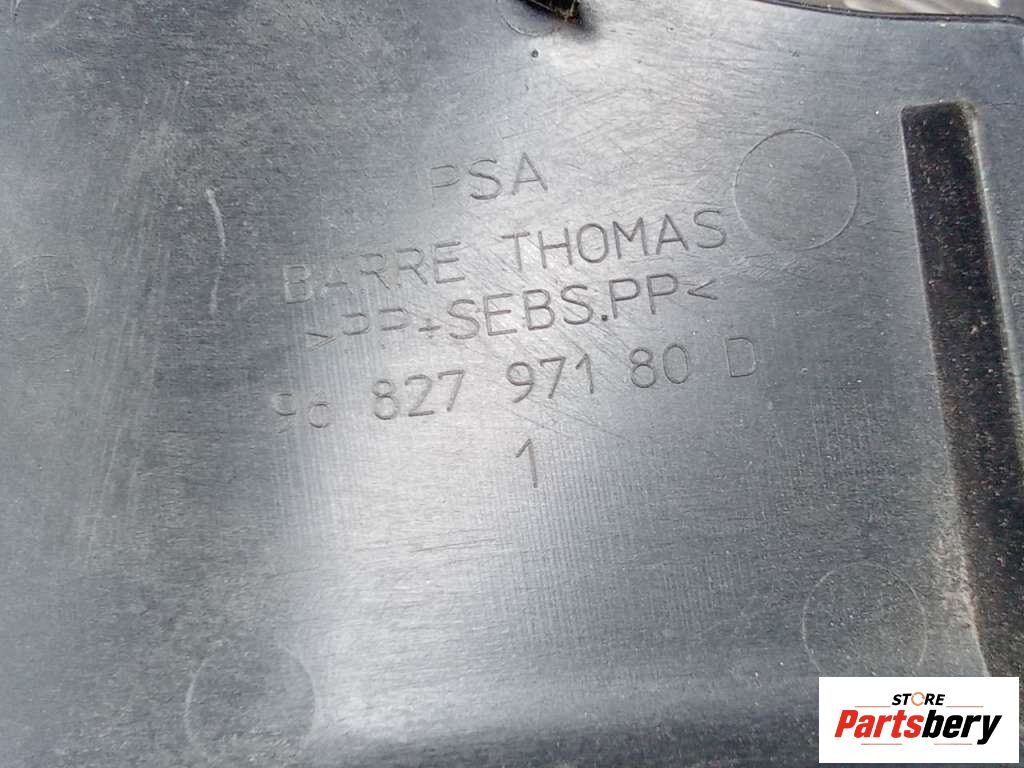 PSA
BARRE THOMAS
>PP+SEBS.PP<
96 827 971 80 D
1
STORE
Partsbery